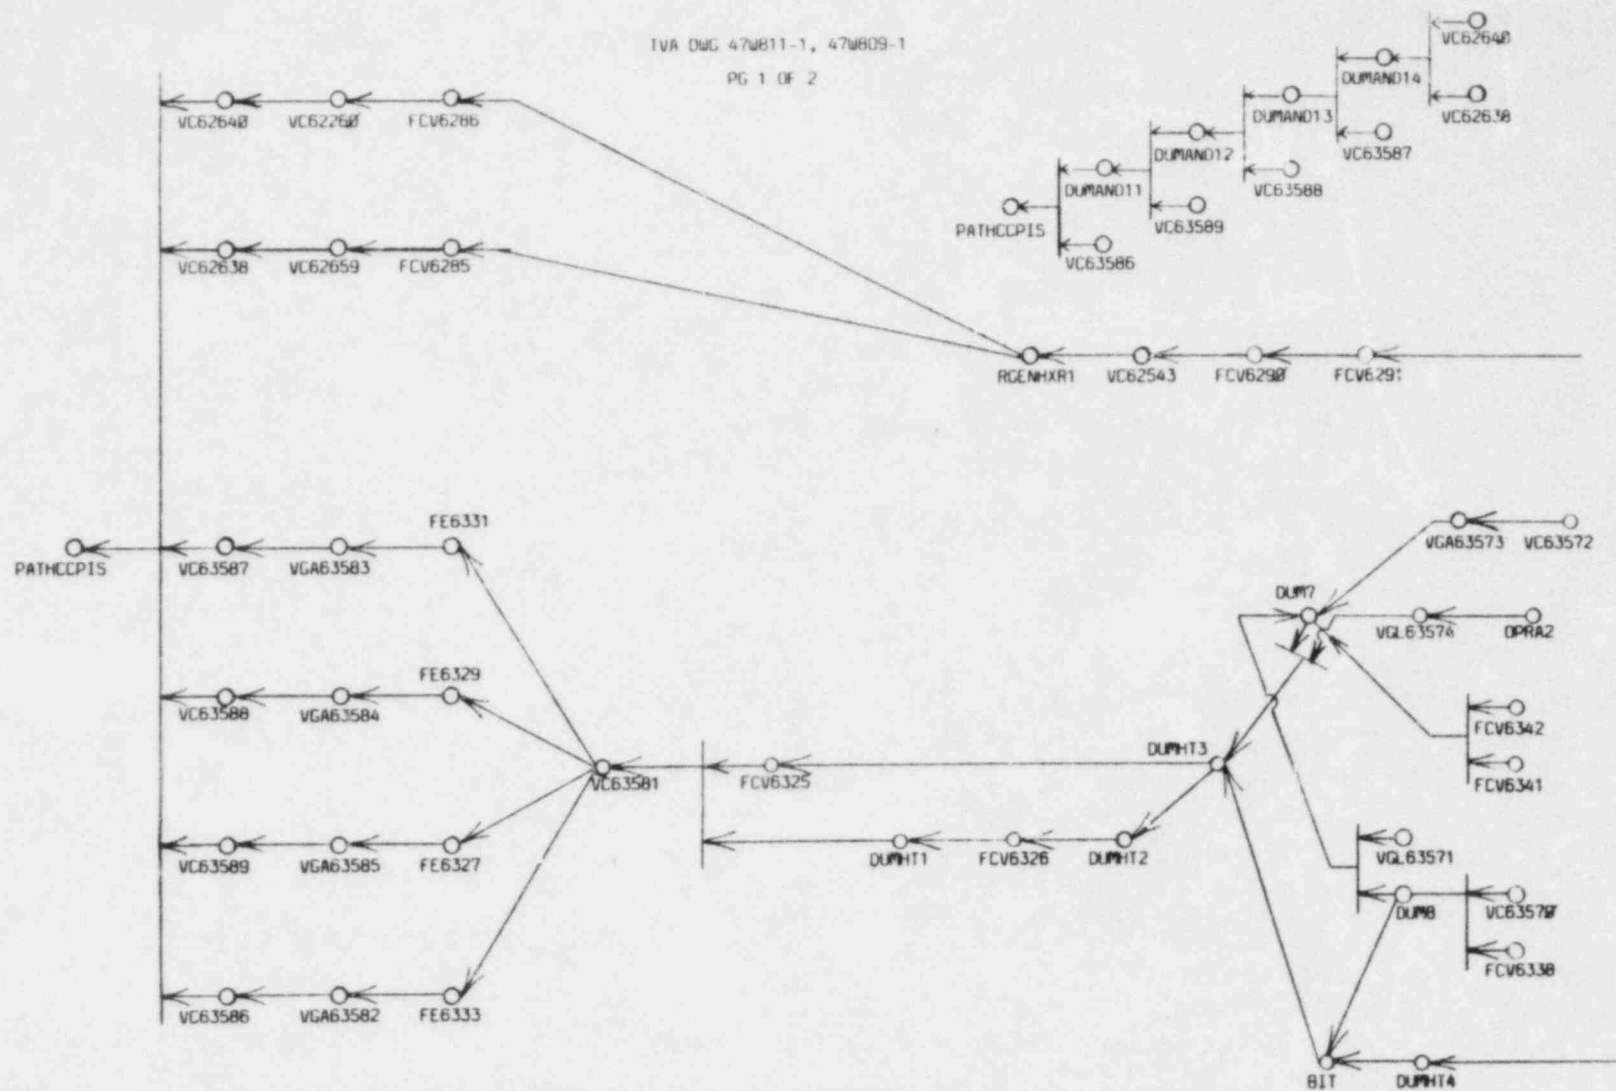 TVA DWG 47W811-1, 47W809-1
PG 1 OF 2
VC62640
DUMAND14
VC62638
DUMAND13
VC63587
DUMAND12
VC63588
DUMAND11
VC63589
PATHCCPIS
VC63586
VC62640 VC62260 FCV6286
VC62638 VC62659 FCV6285
RGENHXR1 VC62543 FCV6290 FCV6291
FE6331
PATHCCPIS VC63587 VGA63583
VGA63573 VC63572
DUM7
VGL63574 OPRA2
FE6329
VC63588 VGA63584
FCV6342
DUMHT3
VC63581 FCV6325
FCV6341
VC63589 VGA63585 FE6327
DUMHT1 FCV6326 DUMHT2
VGL63571
DUM8 VC63570
FCV6338
VC63586 VGA63582 FE6333
BIT DUMHT4